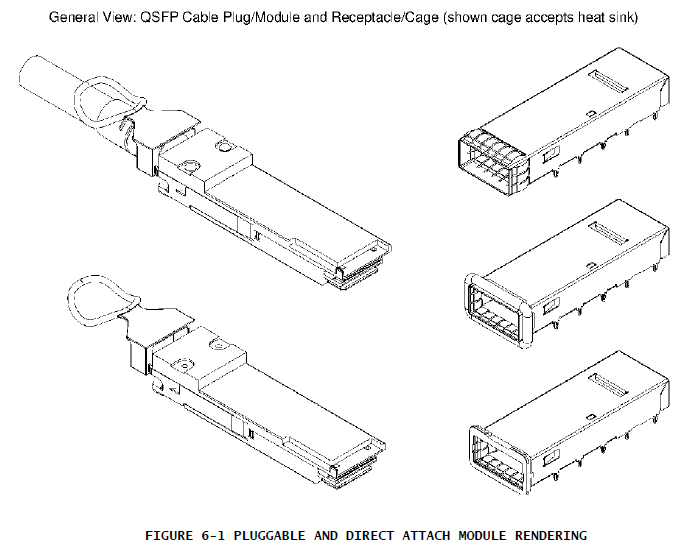 General View: QSFP Cable Plug/Module and Receptacle/Cage (shown cage accepts heat sink)
FIGURE 6-1 PLUGGABLE AND DIRECT ATTACH MODULE RENDERING